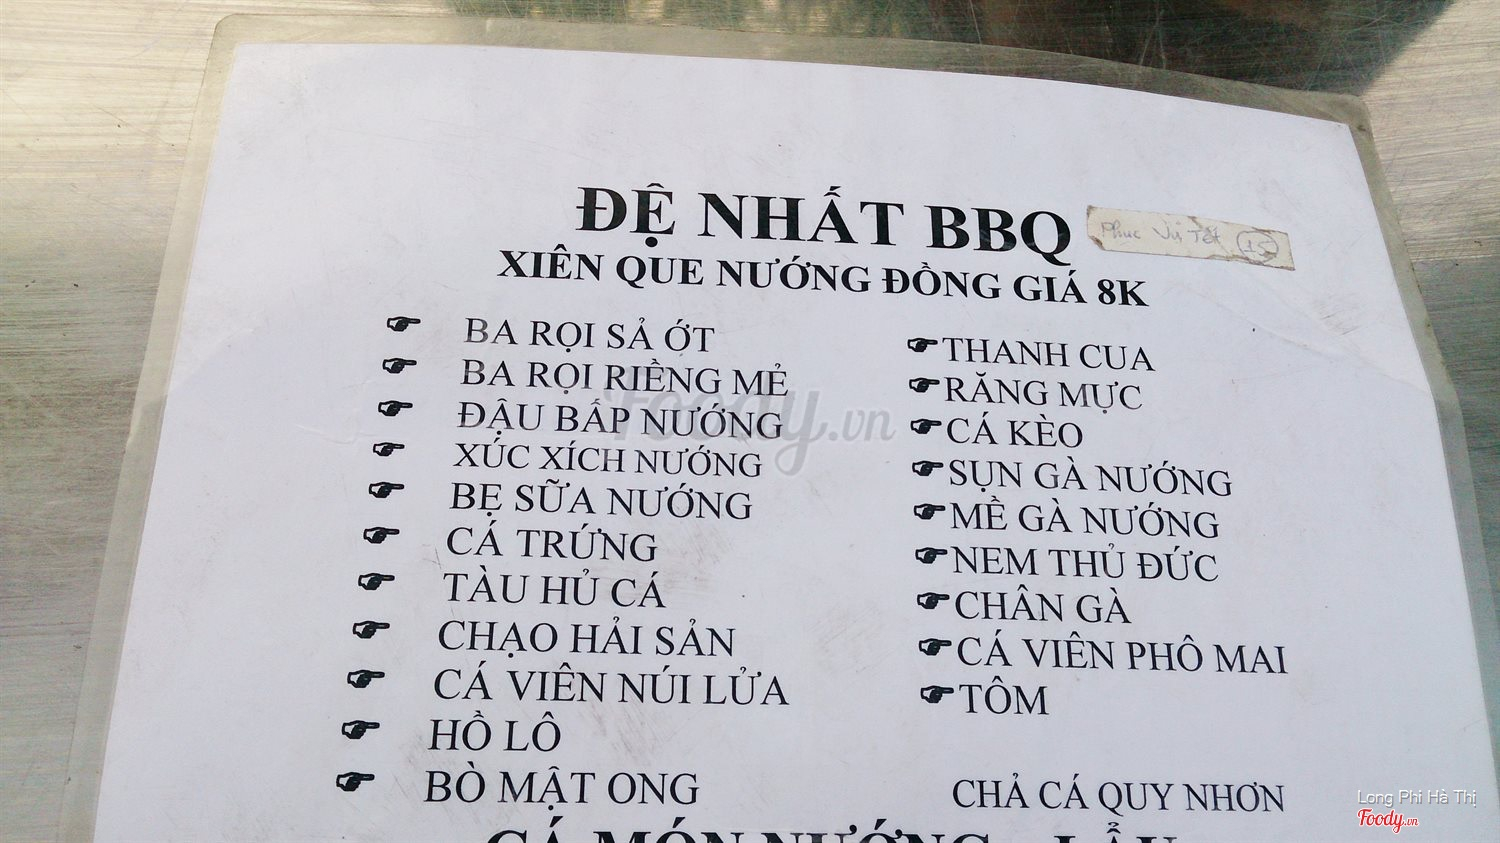 ĐỆ NHẤT BBQ
Phục Vụ Tết 15
XIÊN QUE NƯỚNG ĐỒNG GIÁ 8K
BA RỌI SẢ ỚT
BA RỌI RIỀNG MẺ
ĐẬU BẤP NƯỚNG
XÚC XÍCH NƯỚNG
BẸ SỮA NƯỚNG
CÁ TRỨNG
TÀU HỦ CÁ
CHẠO HẢI SẢN
CÁ VIÊN NÚI LỬA
HỒ LÔ
BÒ MẬT ONG
THANH CUA
RĂNG MỰC
CÁ KÈO
SỤN GÀ NƯỚNG
MỀ GÀ NƯỚNG
NEM THỦ ĐỨC
CHÂN GÀ
CÁ VIÊN PHÔ MAI
TÔM
CHẢ CÁ QUY NHƠN
Foody.vn
Long Phi Hà Thị
Foody.vn